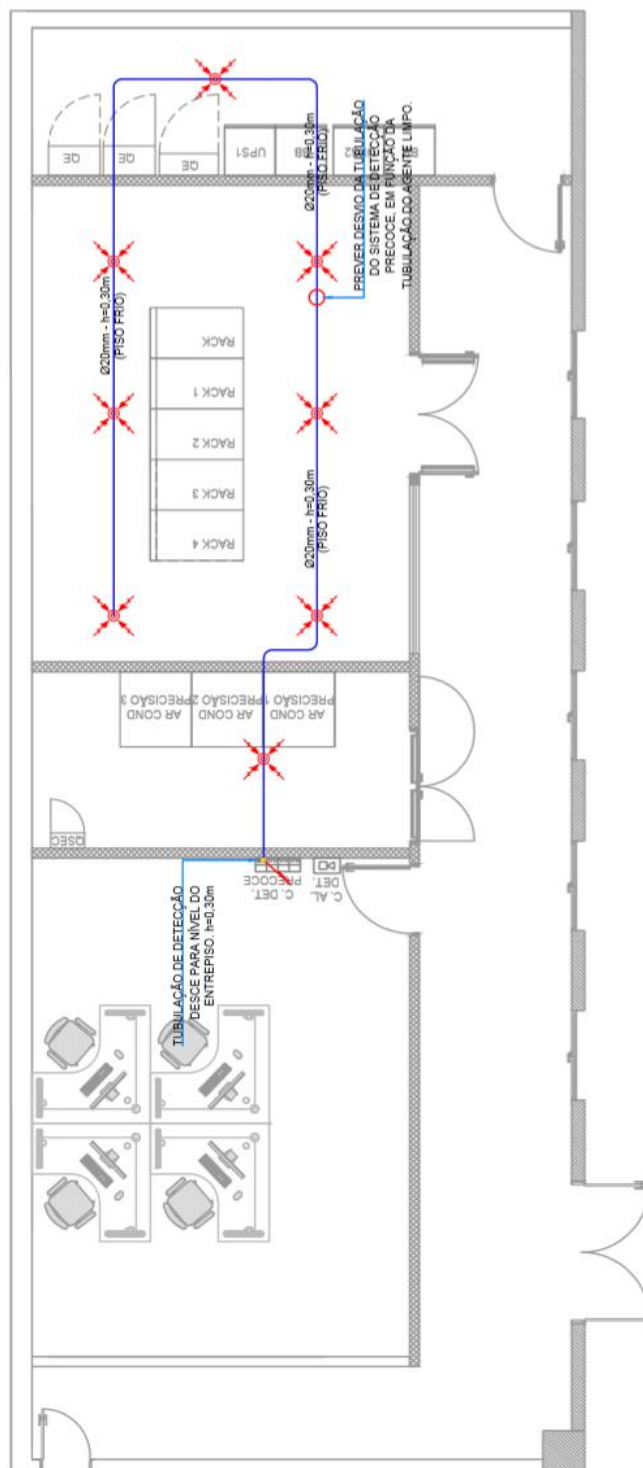 QE
QE
QE
UPS1
BB
Ø20mm - h=0,30m
(PISO FRIO)
PREVER DESVIO DA TUBULAÇÃO
DO SISTEMA DE DETECÇÃO
PRECOCE, EM FUNÇÃO DA
TUBULAÇÃO DO AGENTE LIMPO.
Ø20mm - h=0,30m
(PISO FRIO)
RACK
RACK 1
RACK 2
RACK 3
RACK 4
Ø20mm - h=0,30m
(PISO FRIO)
AR COND
PRECISÃO 3
AR COND
PRECISÃO 2
AR COND
PRECISÃO 1
QSEC
C. DET.
PRECOCE
C. AL.
DET.
TUBULAÇÃO DE DETECÇÃO
DESCE PARA NÍVEL DO
ENTREPISO. h=0,30m